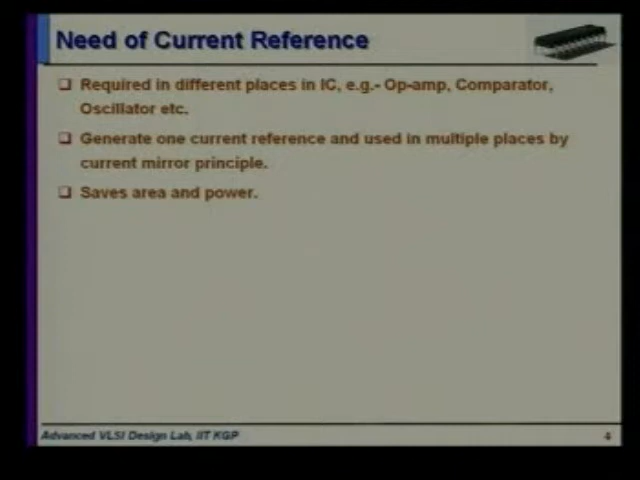 Need of Current Reference
❑ Required in different places in IC, e.g.- Op-amp, Comparator,
Oscillator etc.
❑ Generate one current reference and used in multiple places by
current mirror principle.
❑ Saves area and power.
Advanced VLSI Design Lab, IIT KGP
4